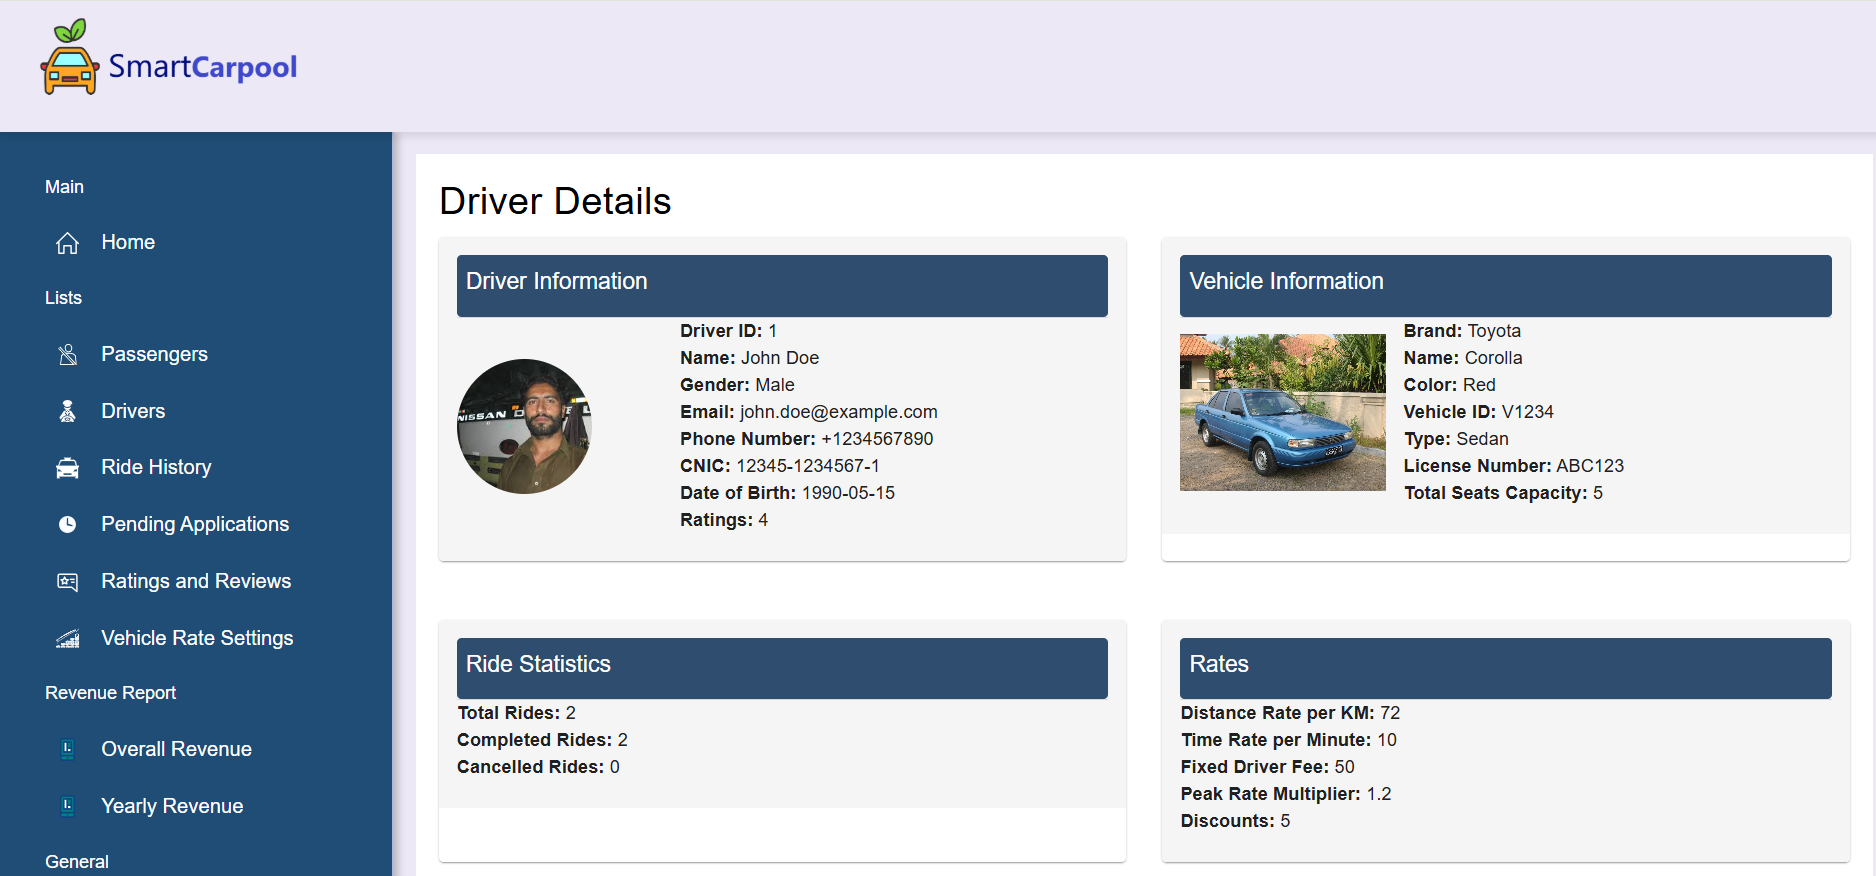 SmartCarpool
Main
Home
Lists
Passengers
Drivers
Ride History
Pending Applications
Ratings and Reviews
Vehicle Rate Settings
Revenue Report
Overall Revenue
Yearly Revenue
General
Driver Details
Driver Information
NISSAN D
Driver ID: 1
Name: John Doe
Gender: Male
Email: john.doe@example.com
Phone Number: +1234567890
CNIC: 12345-1234567-1
Date of Birth: 1990-05-15
Ratings: 4
Vehicle Information
Brand: Toyota
Name: Corolla
Color: Red
Vehicle ID: V1234
Type: Sedan
License Number: ABC123
Total Seats Capacity: 5
Ride Statistics
Total Rides: 2
Completed Rides: 2
Cancelled Rides: 0
Rates
Distance Rate per KM: 72
Time Rate per Minute: 10
Fixed Driver Fee: 50
Peak Rate Multiplier: 1.2
Discounts: 5